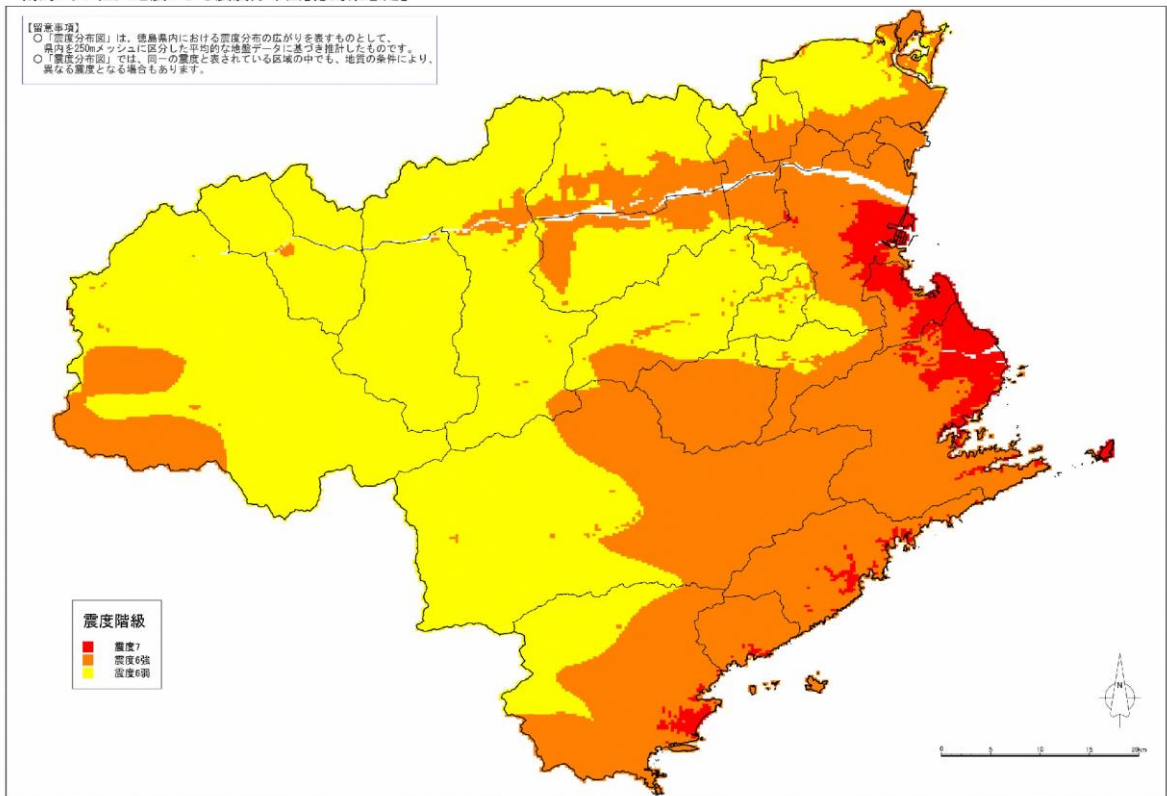 【留意事項】
○「震度分布図」は、徳島県内における震度分布の広がりを表すものとして、
県内を250mメッシュに区分した平均的な地盤データに基づき推計したものです。
○「震度分布図」では、同一の震度と表されている区域の中でも、地質の条件により、
異なる震度となる場合もあります。
震度階級
震度7
震度6強
震度6弱
N
0 5 10 15 20km